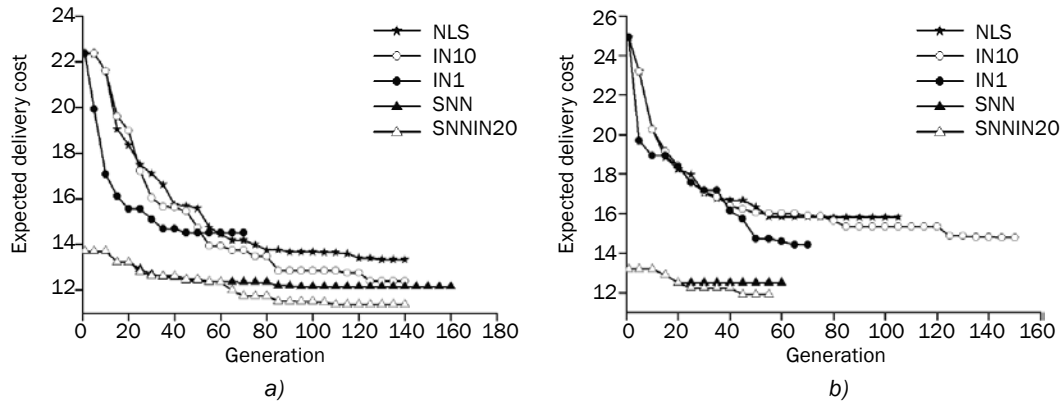 24
22
20
18
16
14
12
Expected delivery cost
NLS
IN10
IN1
SNN
SNNIN20
0 20 40 60 80 100 120 140 160 180
Generation
a)
26
24
22
20
18
16
14
12
Expected delivery cost
NLS
IN10
IN1
SNN
SNNIN20
0 20 40 60 80 100 120 140 160
Generation
b)